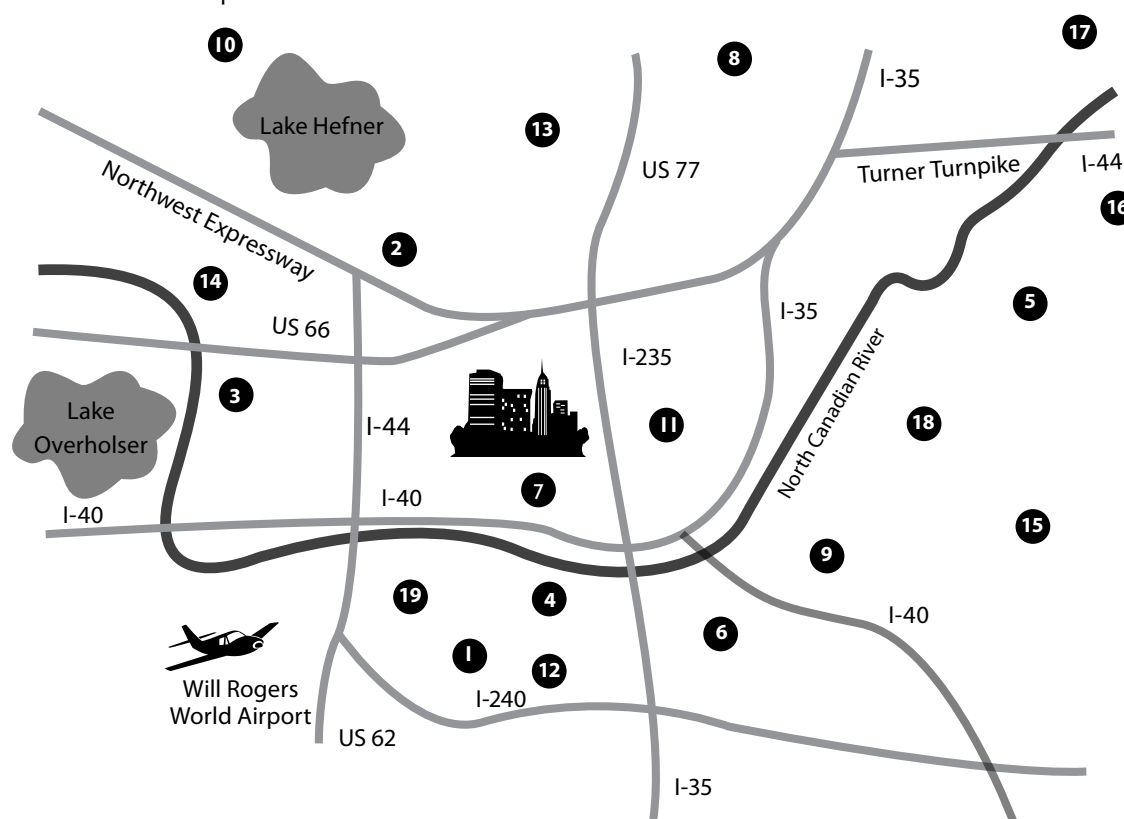 17
10
8
I-35
Lake Hefner
13
Turner Turnpike
I-44
US 77
Northwest Expressway
16
2
14
5
I-35
US 66
I-235
North Canadian River
3
Lake
Overholser
I-44
11
18
7
I-40
I-40
15
9
19
4
I-40
6
1
12
Will Rogers
World Airport
I-240
US 62
I-35